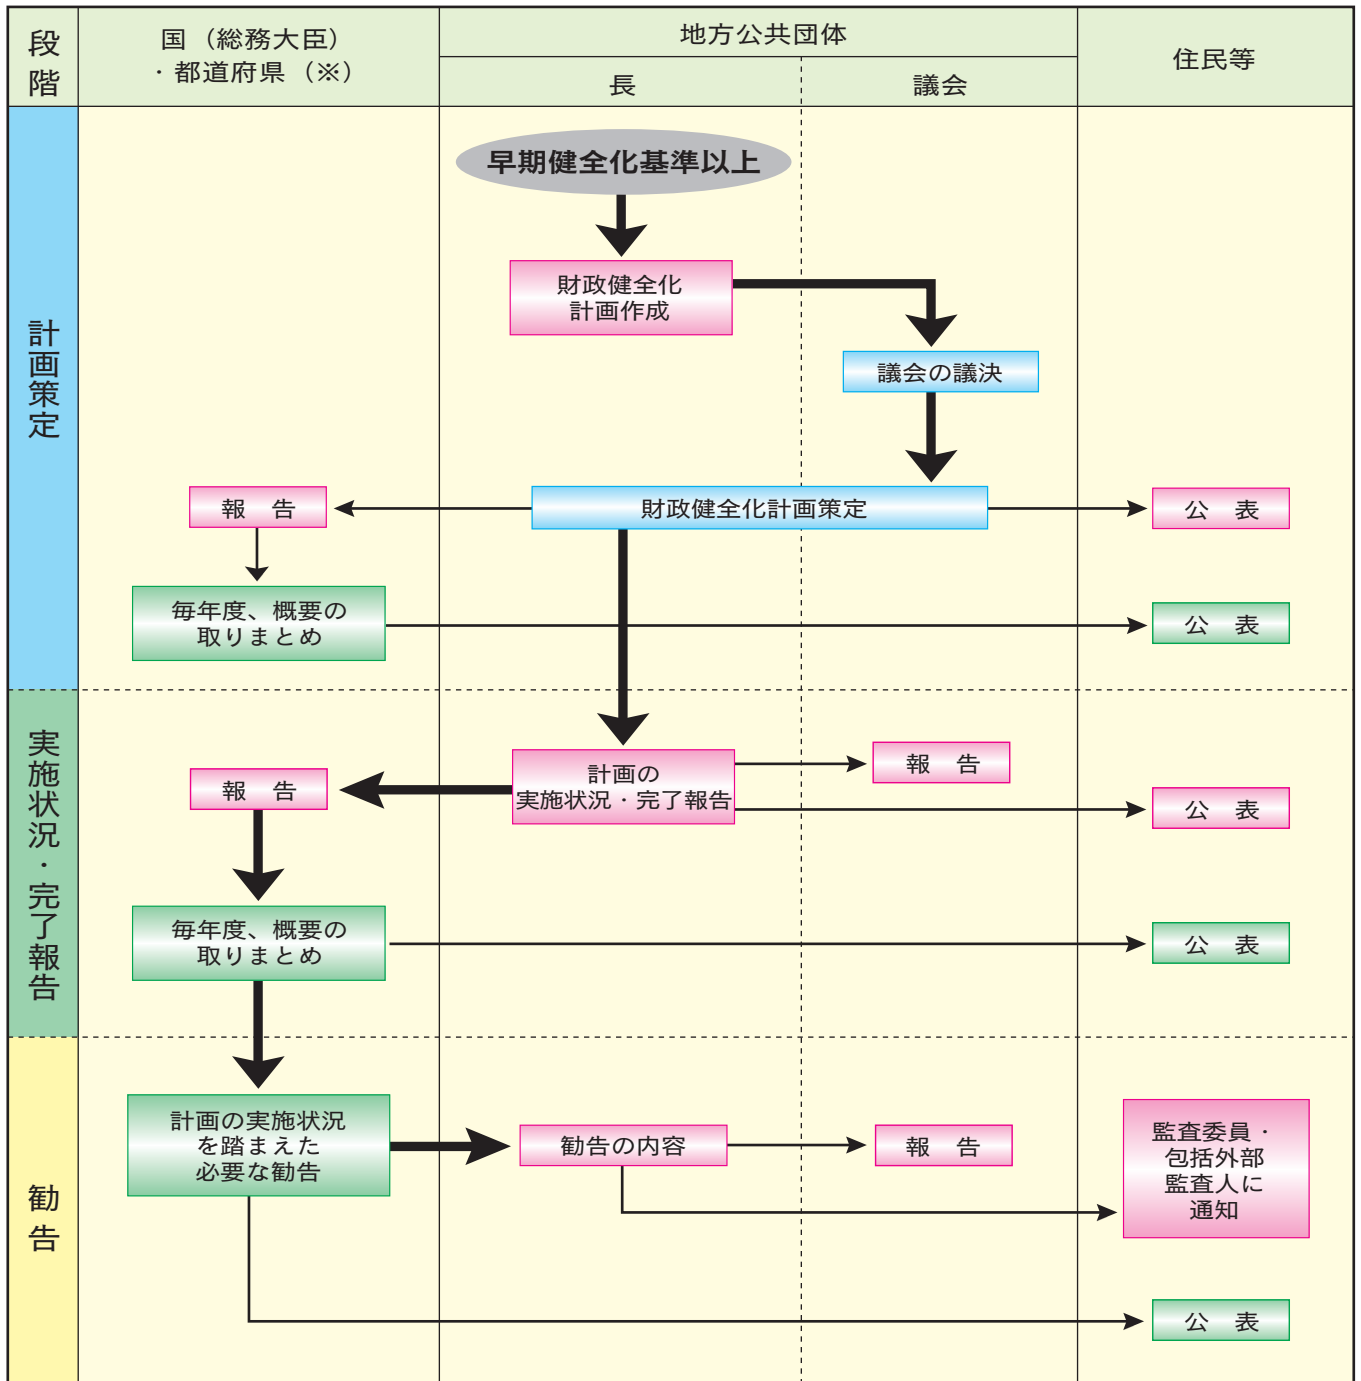 段階
国（総務大臣）
・都道府県（※）
地方公共団体
長
議会
住民等
計画策定
早期健全化基準以上
財政健全化
計画作成
議会の議決
報 告
財政健全化計画策定
公 表
毎年度、概要の
取りまとめ
公 表
実施状況・完了報告
報 告
計画の
実施状況・完了報告
報 告
公 表
毎年度、概要の
取りまとめ
公 表
勧告
計画の実施状況
を踏まえた
必要な勧告
勧告の内容
報 告
監査委員・
包括外部
監査人に
通知
公 表